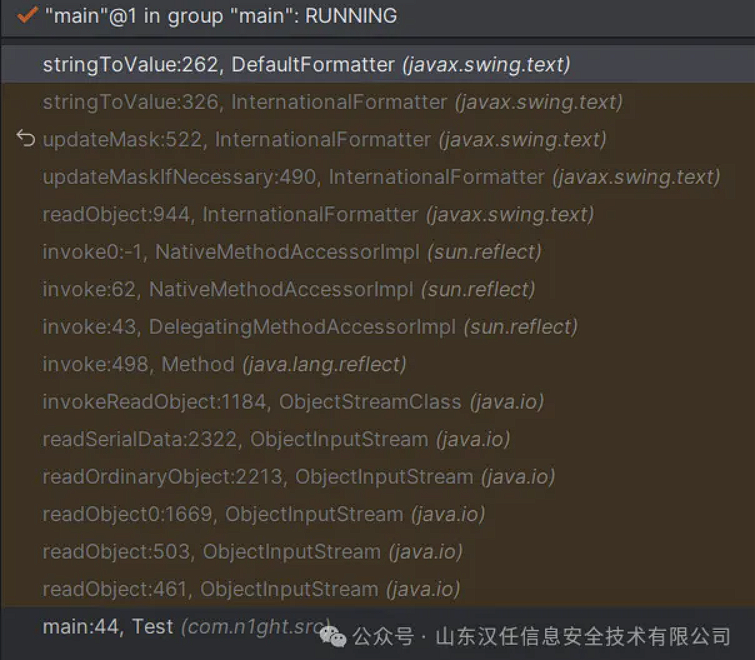 "main"@1 in group "main": RUNNING
stringToValue:262, DefaultFormatter (javax.swing.text)
stringToValue:326, InternationalFormatter (javax.swing.text)
updateMask:522, InternationalFormatter (javax.swing.text)
updateMaskIfNecessary:490, InternationalFormatter (javax.swing.text)
readObject:944, InternationalFormatter (javax.swing.text)
invoke0:-1, NativeMethodAccessorImpl (sun.reflect)
invoke:62, NativeMethodAccessorImpl (sun.reflect)
invoke:43, DelegatingMethodAccessorImpl (sun.reflect)
invoke:498, Method (java.lang.reflect)
invokeReadObject:1184, ObjectStreamClass (java.io)
readSerialData:2322, ObjectInputStream (java.io)
readOrdinaryObject:2213, ObjectInputStream (java.io)
readObject0:1669, ObjectInputStream (java.io)
readObject:503, ObjectInputStream (java.io)
readObject:461, ObjectInputStream (java.io)
main:44, Test (com.n1ght.src)
公众号 · 山东汉任信息安全技术有限公司